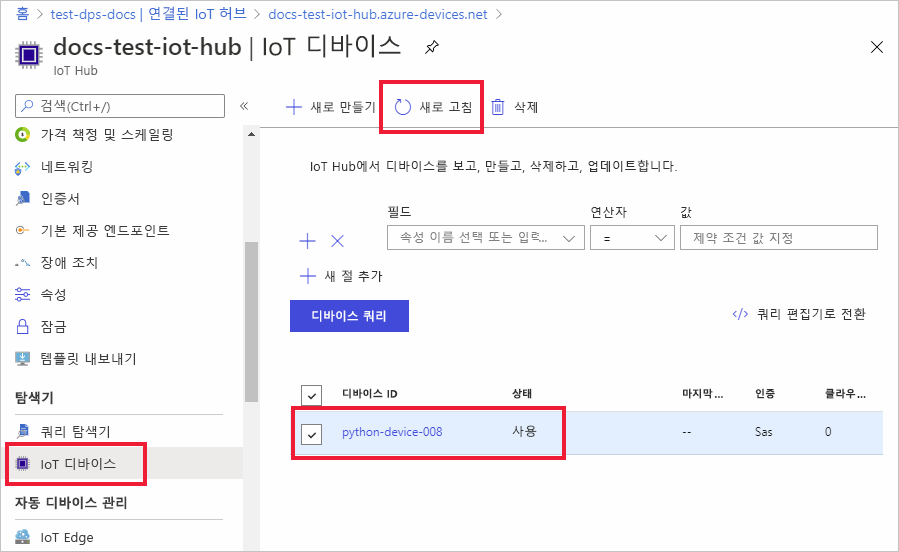 홈 > test-dps-docs | 연결된 IoT 허브 > docs-test-iot-hub.azure-devices.net >
docs-test-iot-hub | IoT 디바이스
IoT Hub
검색(Ctrl+/)
«
새로 만들기
새로 고침
삭제
가격 책정 및 스케일링
네트워킹
인증서
기본 제공 엔드포인트
장애 조치
속성
잠금
템플릿 내보내기
탐색기
쿼리 탐색기
IoT 디바이스
자동 디바이스 관리
IoT Edge
IoT Hub에서 디바이스를 보고, 만들고, 삭제하고, 업데이트합니다.
필드 연산자 값
속성 이름 선택 또는 입력... = 제약 조건 값 지정
새 절 추가
디바이스 쿼리
</> 쿼리 편집기로 전환
디바이스 ID 상태 마지막... 인증 클라우...
python-device-008 사용 -- Sas 0